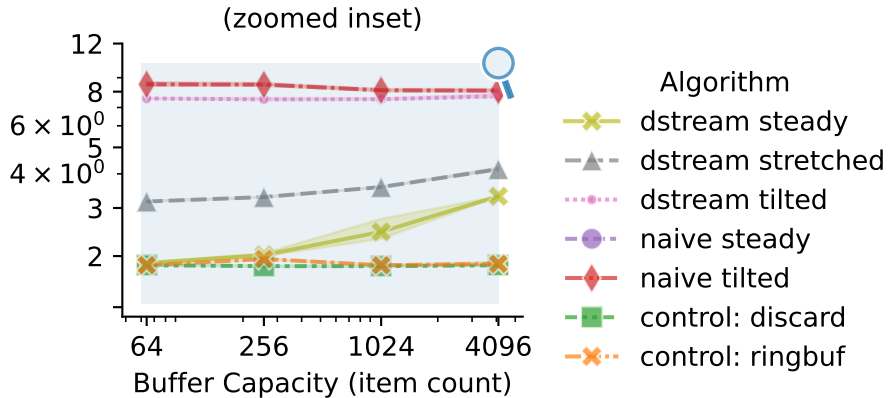 (zoomed inset)
12
8
6 × 10⁰
5
4 × 10⁰
3
2
64 256 1024 4096
Buffer Capacity (item count)
Algorithm
dstream steady
dstream stretched
dstream tilted
naive steady
naive tilted
control: discard
control: ringbuf